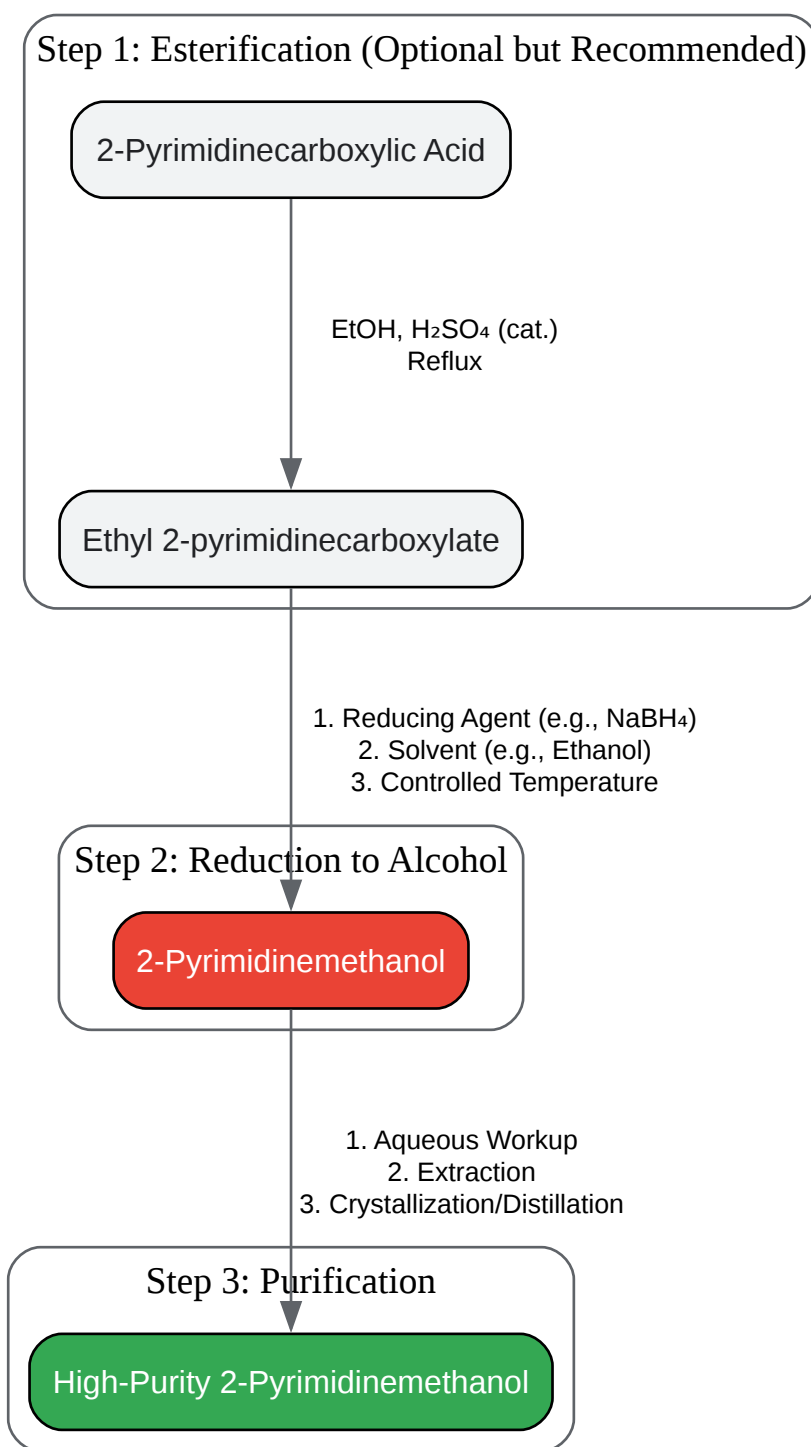 Step 1: Esterification (Optional but Recommended)
2-Pyrimidinecarboxylic Acid
EtOH, H₂SO₄ (cat.)
Reflux
Ethyl 2-pyrimidinecarboxylate
1. Reducing Agent (e.g., NaBH₄)
2. Solvent (e.g., Ethanol)
3. Controlled Temperature
Step 2: Reduction to Alcohol
2-Pyrimidinemethanol
1. Aqueous Workup
2. Extraction
3. Crystallization/Distillation
Step 3: Purification
High-Purity 2-Pyrimidinemethanol